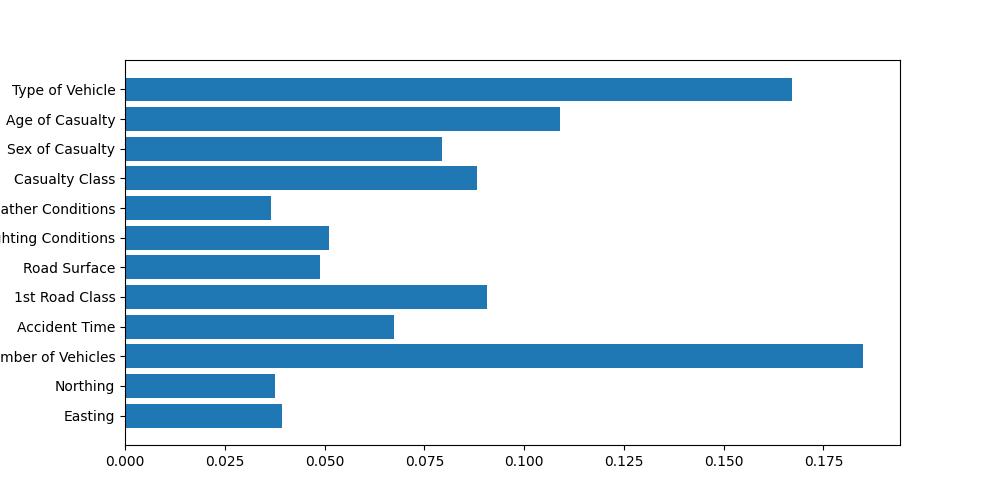 Type of Vehicle
Age of Casualty
Sex of Casualty
Casualty Class
ather Conditions
hting Conditions
Road Surface
1st Road Class
Accident Time
mber of Vehicles
Northing
Easting
0.000 0.025 0.050 0.075 0.100 0.125 0.150 0.175